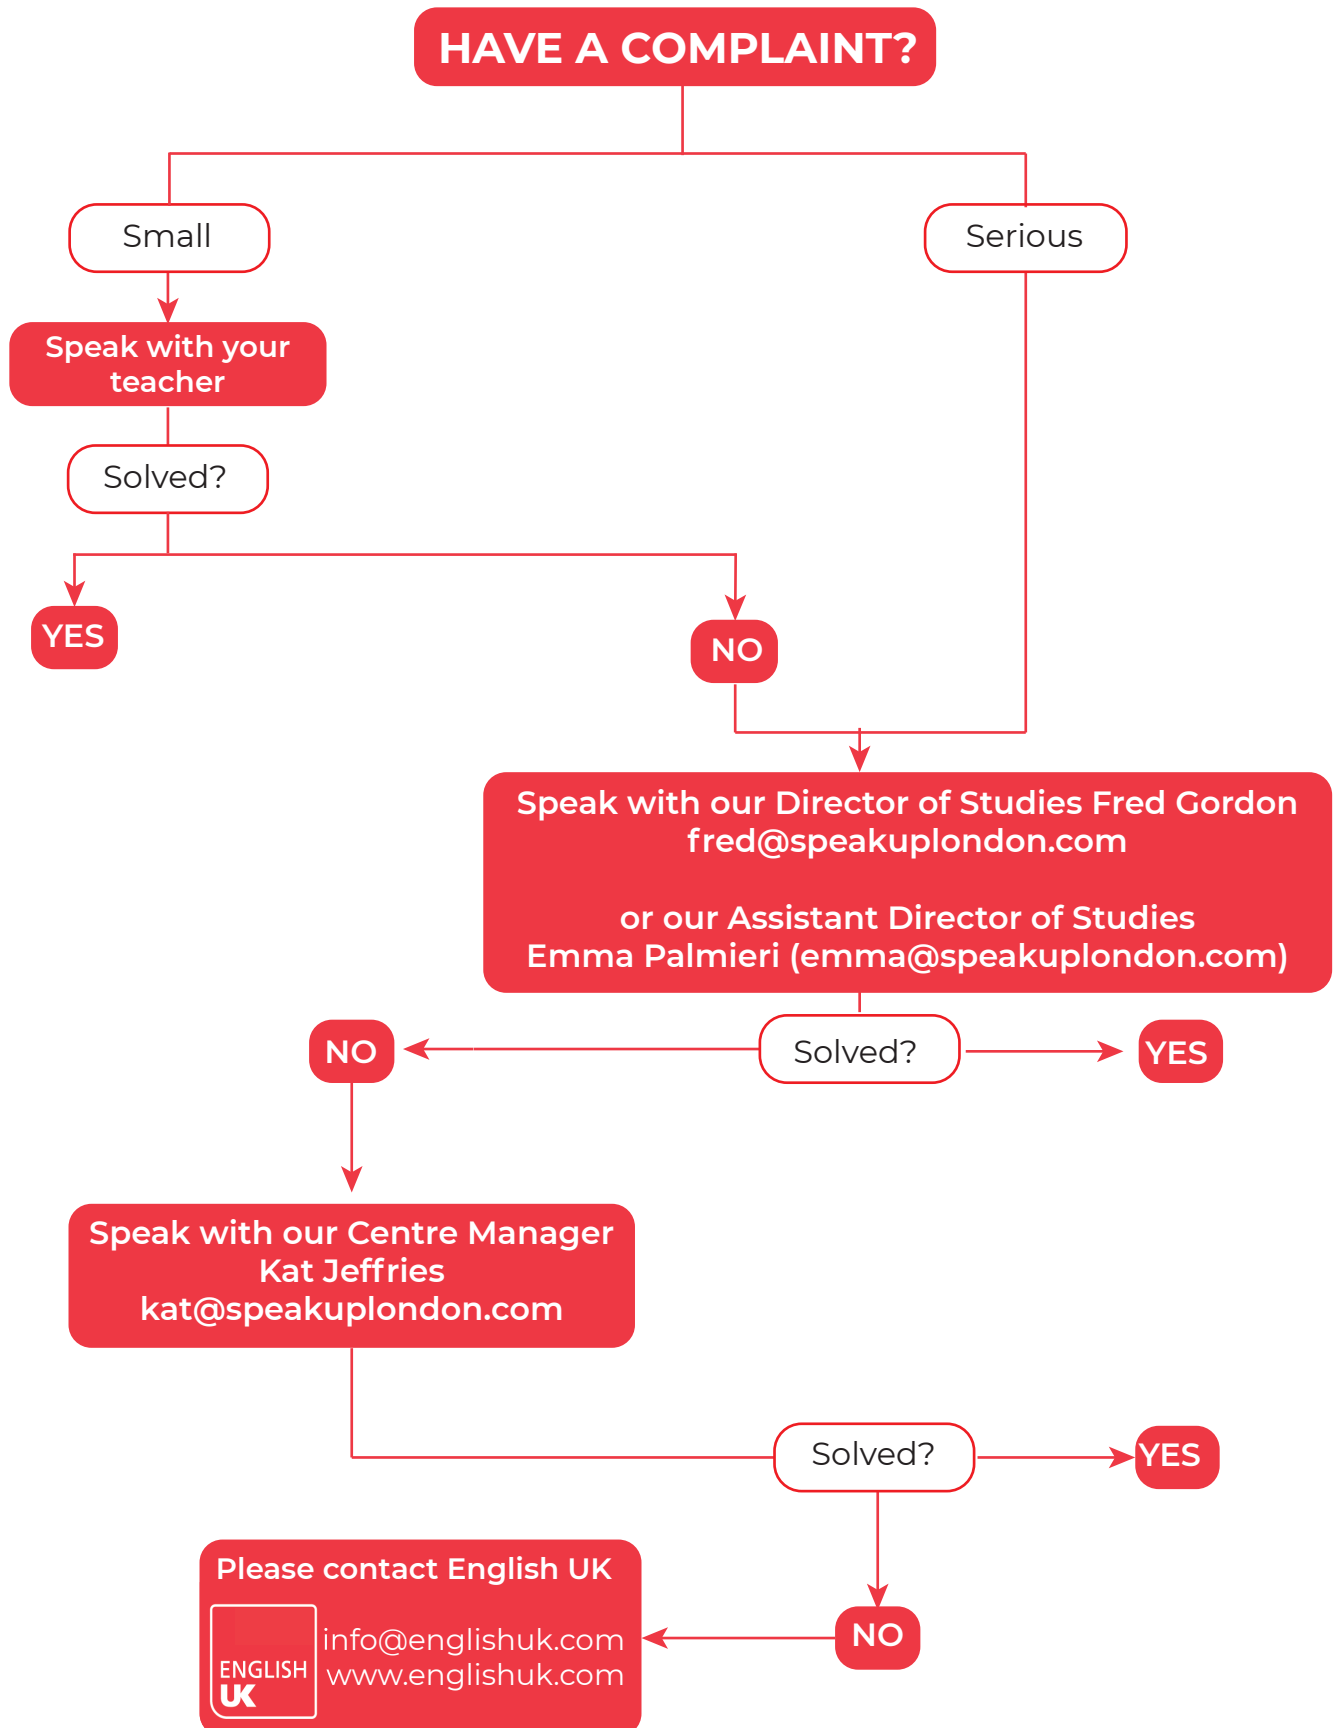 HAVE A COMPLAINT?
Small
Serious
Speak with your
teacher
Solved?
YES
NO
Speak with our Director of Studies Fred Gordon
fred@speakuplondon.com
or our Assistant Director of Studies
Emma Palmieri (emma@speakuplondon.com)
NO
Solved?
YES
Speak with our Centre Manager
Kat Jeffries
kat@speakuplondon.com
Solved?
YES
NO
Please contact English UK
info@englishuk.com
www.englishuk.com
ENGLISH
UK